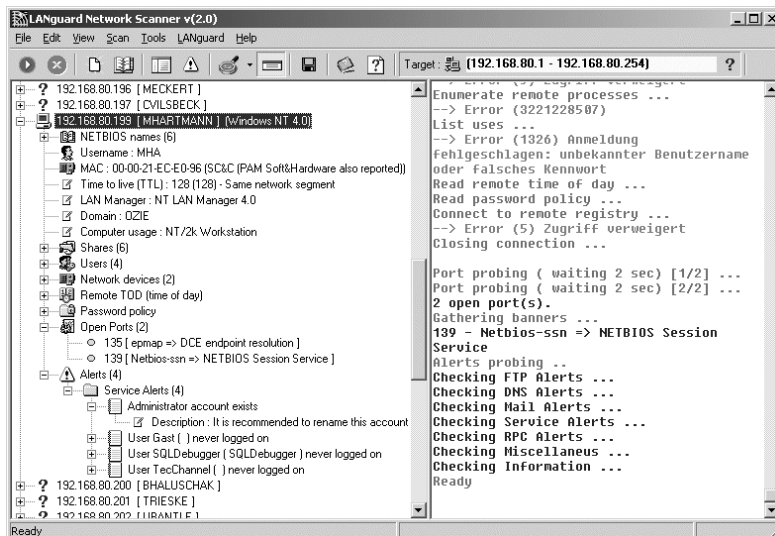 LANguard Network Scanner v(2.0)
File Edit View Scan Tools LANguard Help
Target : (192.168.80.1 - 192.168.80.254) ?
? 192.168.80.196 [ MECKERT ]
? 192.168.80.197 [ CVILSBECK ]
192.168.80.199 [ MHARTMANN ] (Windows NT 4.0)
NETBIOS names (6)
Username : MHA
MAC : 00-00-21-EC-E0-96 (SC&C (PAM Soft&Hardware also reported))
Time to live (TTL) : 128 (128) - Same network segment
LAN Manager : NT LAN Manager 4.0
Domain : OZIE
Computer usage : NT/2k Workstation
Shares (6)
Users (4)
Network devices (2)
Remote TOD (time of day)
Password policy
Open Ports (2)
135 [ epmap => DCE endpoint resolution ]
139 [ Netbios-ssn => NETBIOS Session Service ]
Alerts (4)
Service Alerts (4)
Administrator account exists
Description : It is recommended to rename this account
User Gast ( ) never logged on
User SQLDebugger ( SQLDebugger ) never logged on
User TecChannel ( ) never logged on
? 192.168.80.200 [ BHALUSCHAK ]
? 192.168.80.201 [ TRIESKE ]
? 192.168.80.202 [ UBANTLE ]
--> Error (5) Zugriff verweigert
Enumerate remote processes ...
--> Error (3221228507)
List uses ...
--> Error (1326) Anmeldung
fehlgeschlagen: unbekannter Benutzername
oder falsches Kennwort
Read remote time of day ...
Read password policy ...
Connect to remote registry ...
--> Error (5) Zugriff verweigert
Closing connection ...
Port probing ( waiting 2 sec) [1/2] ...
Port probing ( waiting 2 sec) [2/2] ...
2 open port(s).
Gathering banners ...
139 - Netbios-ssn => NETBIOS Session
Service
Alerts probing ..
Checking FTP Alerts ...
Checking DNS Alerts ...
Checking Mail Alerts ...
Checking Service Alerts ...
Checking RPC Alerts ...
Checking Miscellaneus ...
Checking Information ...
Ready
Ready